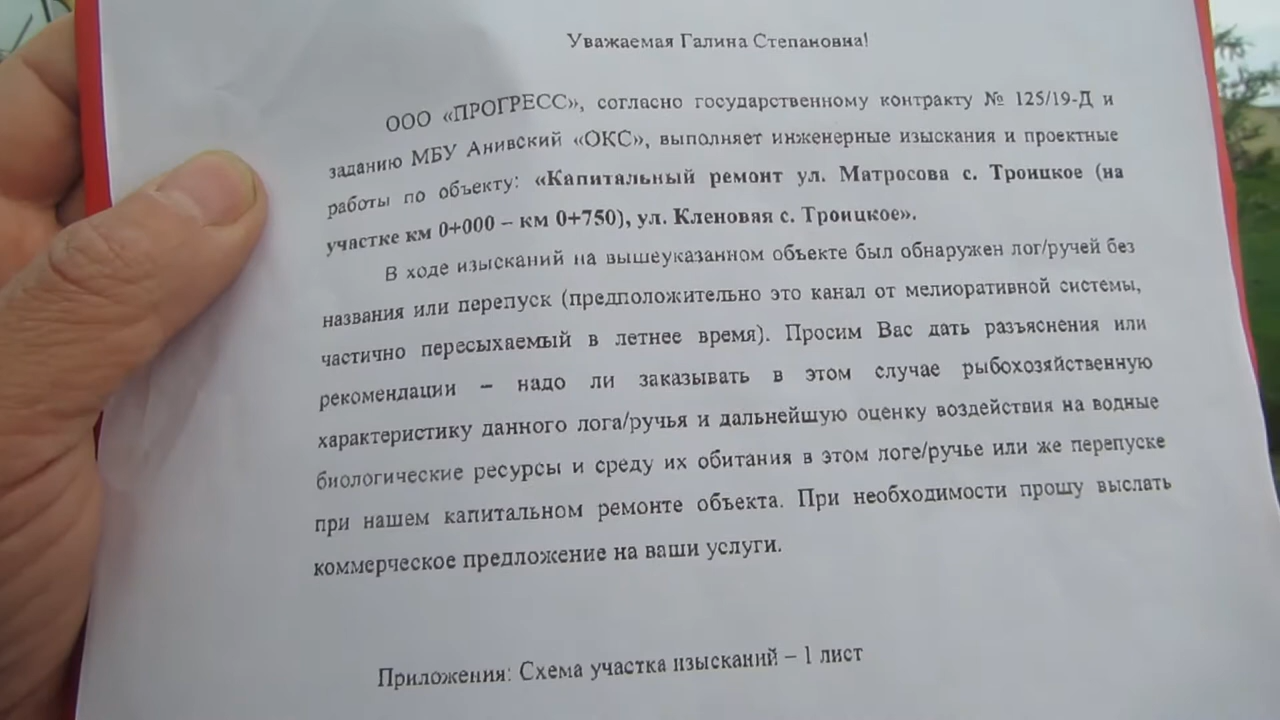 Уважаемая Галина Степановна!
ООО «ПРОГРЕСС», согласно государственному контракту № 125/19-Д и
заданию МБУ Анивский «ОКС», выполняет инженерные изыскания и проектные
работы по объекту: «Капитальный ремонт ул. Матросова с. Троицкое (на
участке км 0+000 – км 0+750), ул. Кленовая с. Троицкое».
В ходе изысканий на вышеуказанном объекте был обнаружен лог/ручей без
названия или перепуск (предположительно это канал от мелиоративной системы,
частично пересыхаемый в летнее время). Просим Вас дать разъяснения или
рекомендации – надо ли заказывать в этом случае рыбохозяйственную
характеристику данного лога/ручья и дальнейшую оценку воздействия на водные
биологические ресурсы и среду их обитания в этом логе/ручье или же перепуске
при нашем капитальном ремонте объекта. При необходимости прошу выслать
коммерческое предложение на ваши услуги.
Приложения: Схема участка изысканий – 1 лист